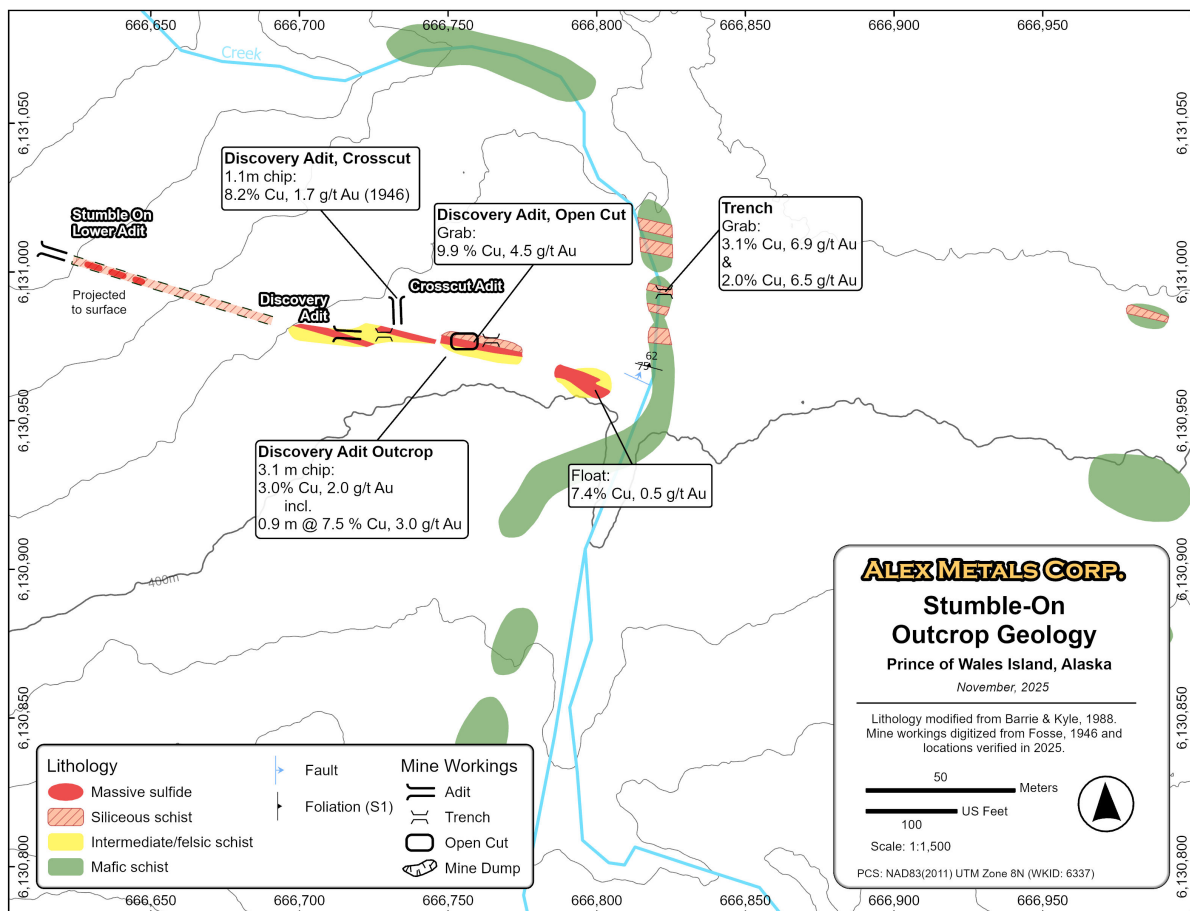 666,650
666,700
666,750
666,800
666,850
666,900
666,950
Creek
6,131,050
6,131,050
Discovery Adit, Crosscut
1.1m chip:
8.2% Cu, 1.7 g/t Au (1946)
Stumble On
Lower Adit
Discovery Adit, Open Cut
Grab:
9.9 % Cu, 4.5 g/t Au
Trench
Grab:
3.1% Cu, 6.9 g/t Au
&
2.0% Cu, 6.5 g/t Au
6,131,000
6,131,000
Projected
to surface
Discovery
Adit
Crosscut Adit
62
75
6,130,950
6,130,950
Discovery Adit Outcrop
3.1 m chip:
3.0% Cu, 2.0 g/t Au
incl.
0.9 m @ 7.5 % Cu, 3.0 g/t Au
Float:
7.4% Cu, 0.5 g/t Au
400m
6,130,900
6,130,900
6,130,850
6,130,850
6,130,800
6,130,800
Lithology
Massive sulfide
Siliceous schist
Intermediate/felsic schist
Mafic schist
Fault
Foliation (S1)
Mine Workings
Adit
Trench
Open Cut
Mine Dump
ALEX METALS CORP.
Stumble-On
Outcrop Geology
Prince of Wales Island, Alaska
November, 2025
Lithology modified from Barrie & Kyle, 1988.
Mine workings digitized from Fosse, 1946 and
locations verified in 2025.
50
Meters
US Feet
100
Scale: 1:1,500
PCS: NAD83(2011) UTM Zone 8N (WKID: 6337)
666,650
666,700
666,750
666,800
666,850
666,900
666,950